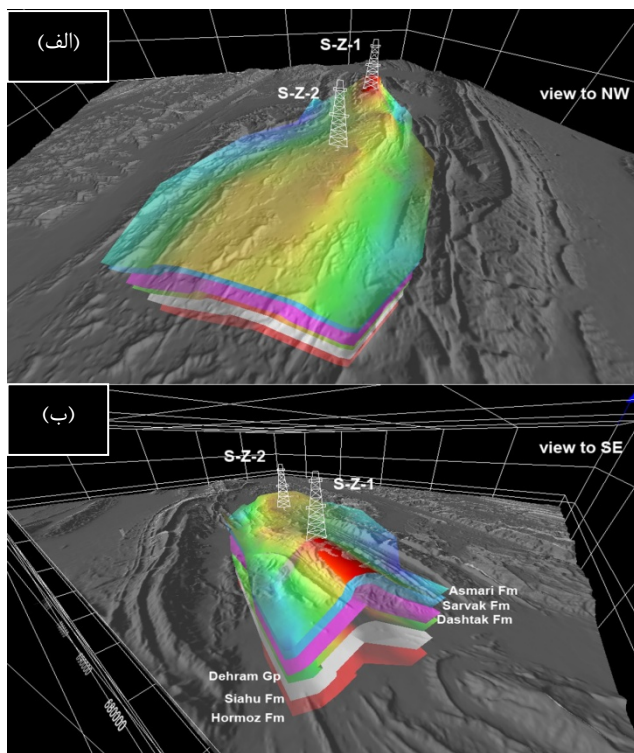 (الف)
S-Z-1
S-Z-2
view to NW
(ب)
view to SE
S-Z-2
S-Z-1
Asmari Fm
Sarvak Fm
Dashtak Fm
Dehram Gp
Siahu Fm
Hormoz Fm
680000